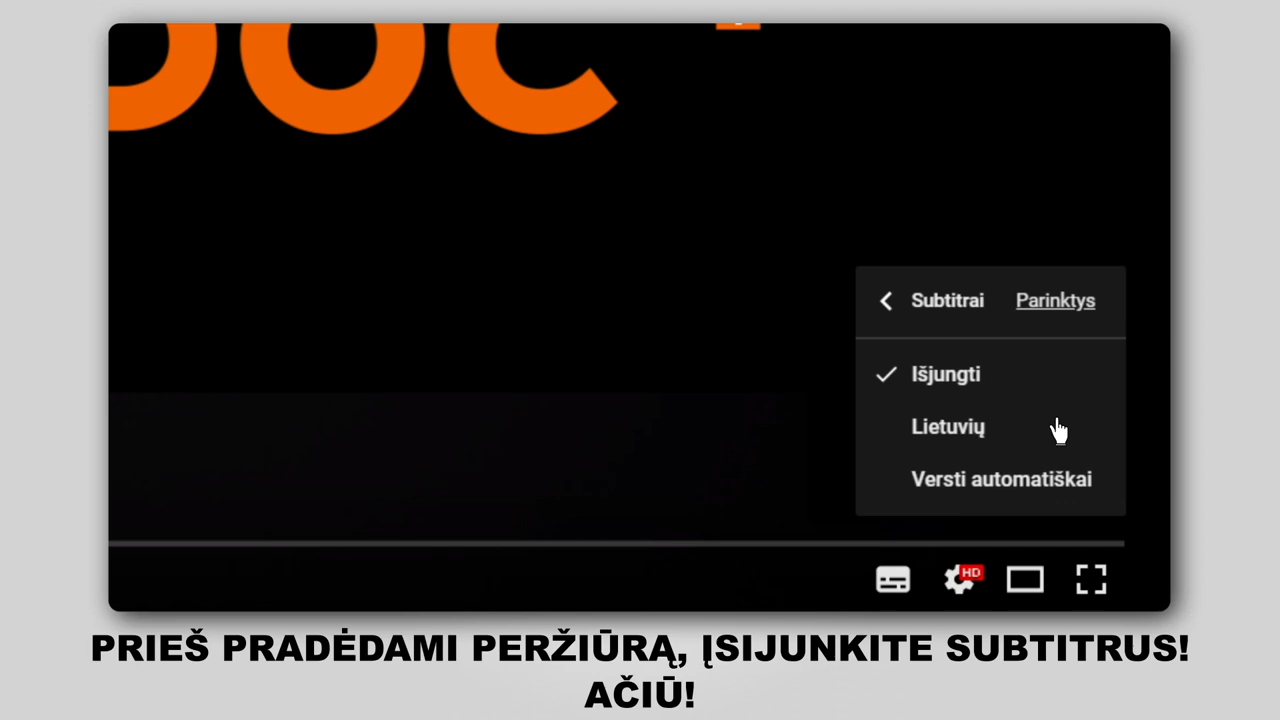 Subtitrai Parinktys
Išjungti
Lietuvių
Versti automatiškai
HD
PRIEŠ PRADĖDAMI PERŽIŪRĄ, ĮSIJUNKITE SUBTITRUS!
AČIŪ!